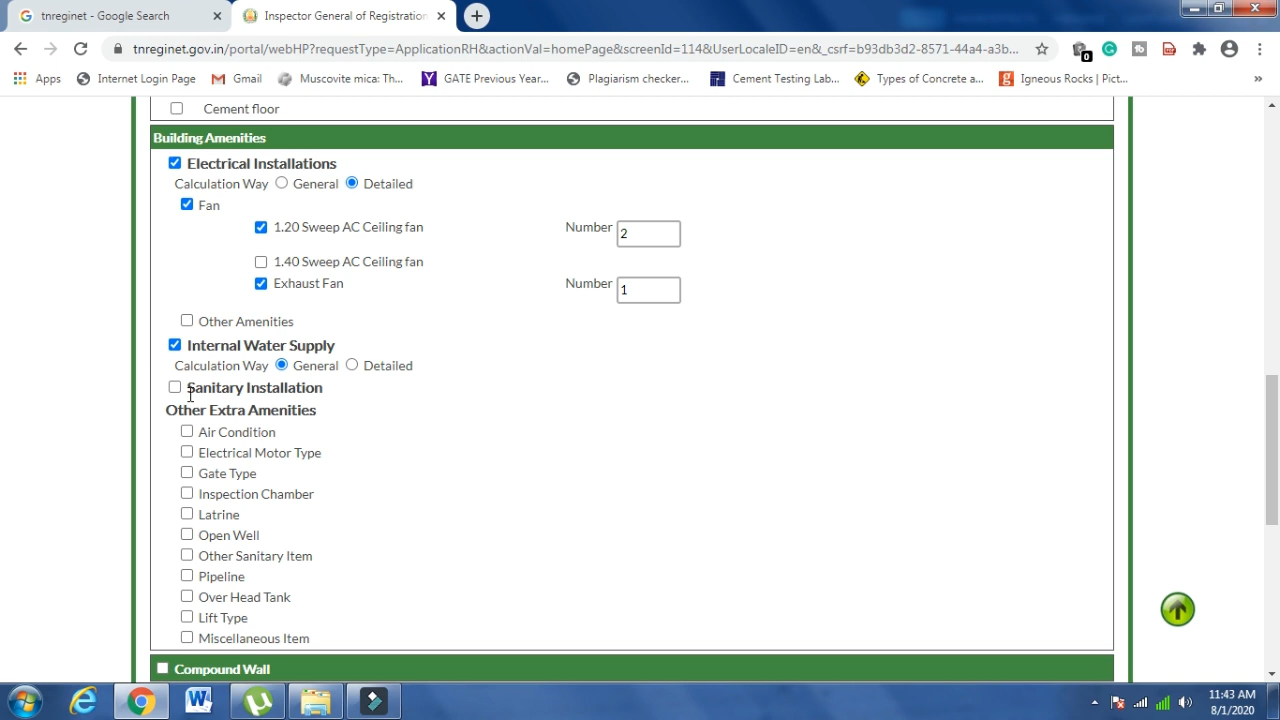 tnreginet - Google Search
Inspector General of Registration
tnreginet.gov.in/portal/webHP?requestType=ApplicationRH&actionVal=homePage&screenId=114&UserLocaleID=en&_csrf=b93db3d2-8571-44a4-a3b...
0
Apps Internet Login Page Gmail Muscovite mica: Th... GATE Previous Year... Plagiarism checker... Cement Testing Lab... Types of Concrete a... Igneous Rocks | Pict... »
Cement floor
Building Amenities
Electrical Installations
Calculation Way General Detailed
Fan
1.20 Sweep AC Ceiling fan Number 2
1.40 Sweep AC Ceiling fan
Exhaust Fan Number 1
Other Amenities
Internal Water Supply
Calculation Way General Detailed
Sanitary Installation
Other Extra Amenities
Air Condition
Electrical Motor Type
Gate Type
Inspection Chamber
Latrine
Open Well
Other Sanitary Item
Pipeline
Over Head Tank
Lift Type
Miscellaneous Item
Compound Wall
11:43 AM
8/1/2020